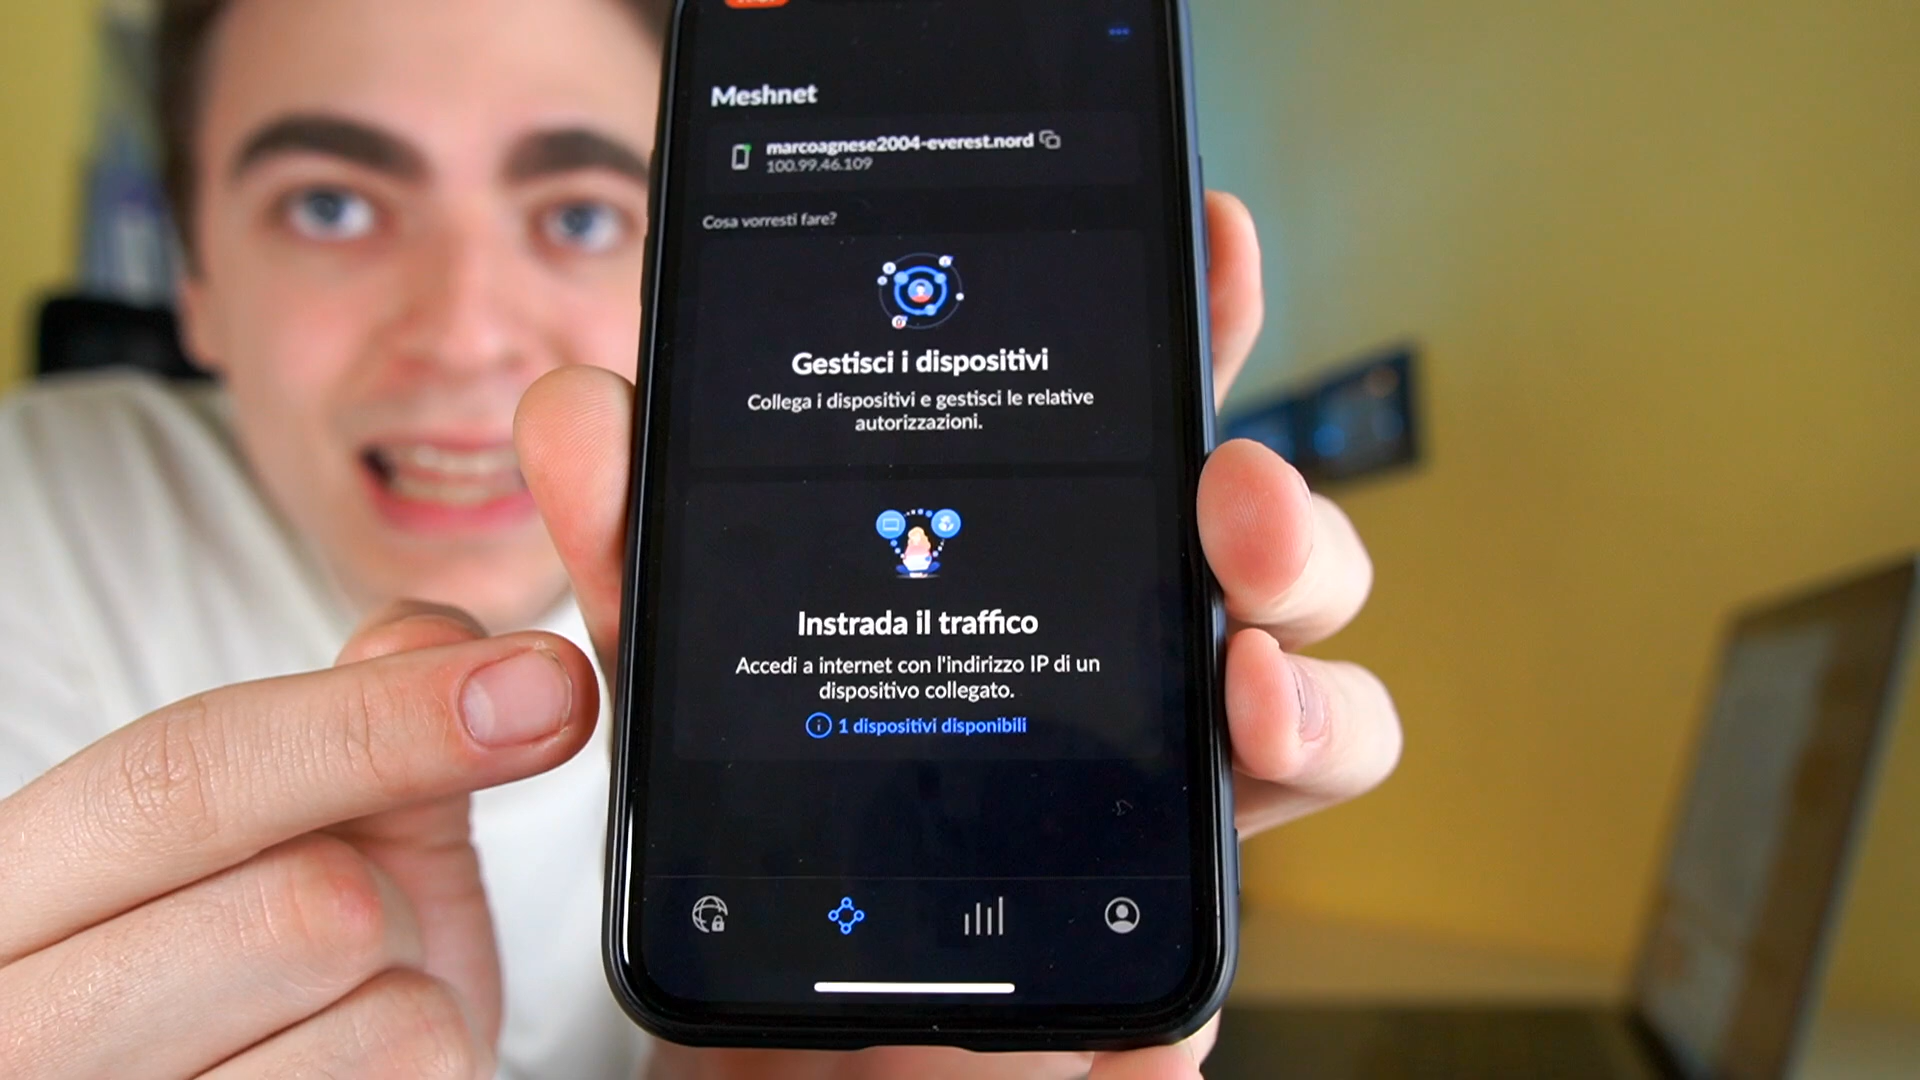 Meshnet
marcoagnese2004-everest.nord
100.99.46.109
Cosa vorresti fare?
Gestisci i dispositivi
Collega i dispositivi e gestisci le relative
autorizzazioni.
Instrada il traffico
Accedi a internet con l'indirizzo IP di un
dispositivo collegato.
1 dispositivi disponibili